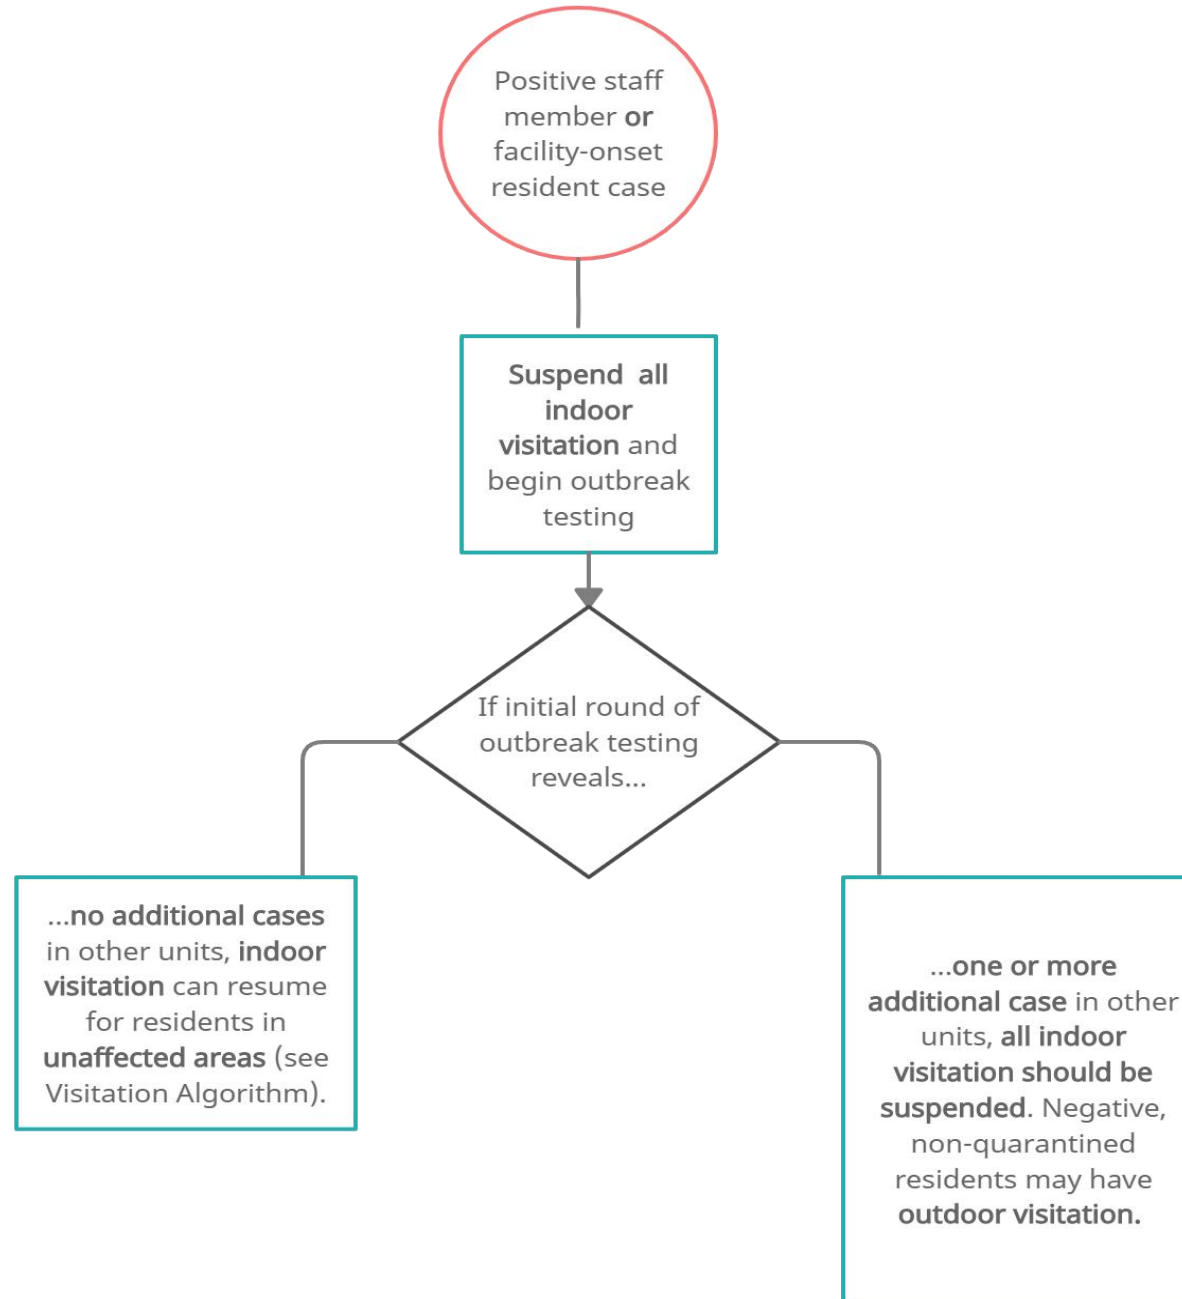 Positive staff
member or
facility-onset
resident case
Suspend all
indoor
visitation and
begin outbreak
testing
If initial round of
outbreak testing
reveals...
...no additional cases
in other units, indoor
visitation can resume
for residents in
unaffected areas (see
Visitation Algorithm).
...one or more
additional case in other
units, all indoor
visitation should be
suspended. Negative,
non-quarantined
residents may have
outdoor visitation.